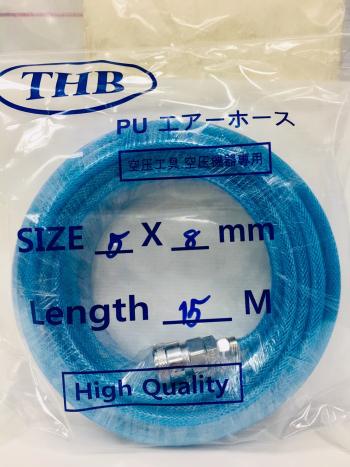 THB
PU エアーホース
空圧工具 空圧機器専用
SIZE 5 X 8 mm
Length 15 M
High Quality